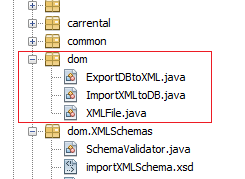 carrental
common
dom
ExportDBtoXML.java
ImportXMLtoDB.java
XMLFile.java
dom.XMLSchemas
SchemaValidator.java
importXMLSchema.xsd